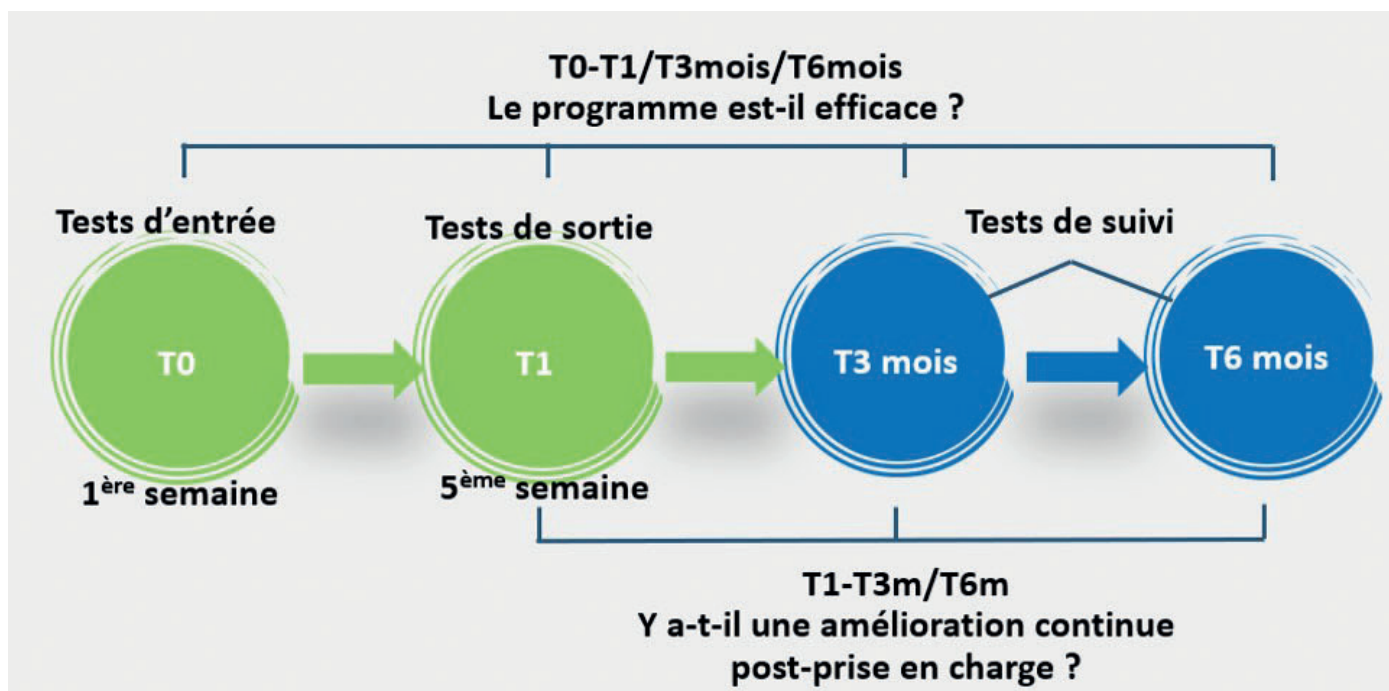 T0-T1/T3mois/T6mois
Le programme est-il efficace ?
Tests d'entrée
Tests de sortie
Tests de suivi
T0
T1
T3 mois
T6 mois
1ère semaine
5ème semaine
T1-T3m/T6m
Y a-t-il une amélioration continue
post-prise en charge ?